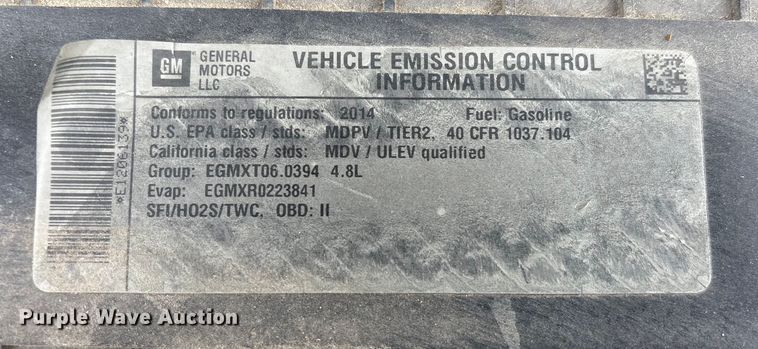 GM
GENERAL
MOTORS
LLC
VEHICLE EMISSION CONTROL
INFORMATION
Conforms to regulations: 2014 Fuel: Gasoline
U.S. EPA class / stds: MDPV / TIER2, 40 CFR 1037.104
California class / stds: MDV / ULEV qualified
Group: EGMXT06.0394 4.8L
Evap: EGMXR0223841
SFI/HO2S/TWC, OBD: II
*E1206139*
Purple Wave Auction